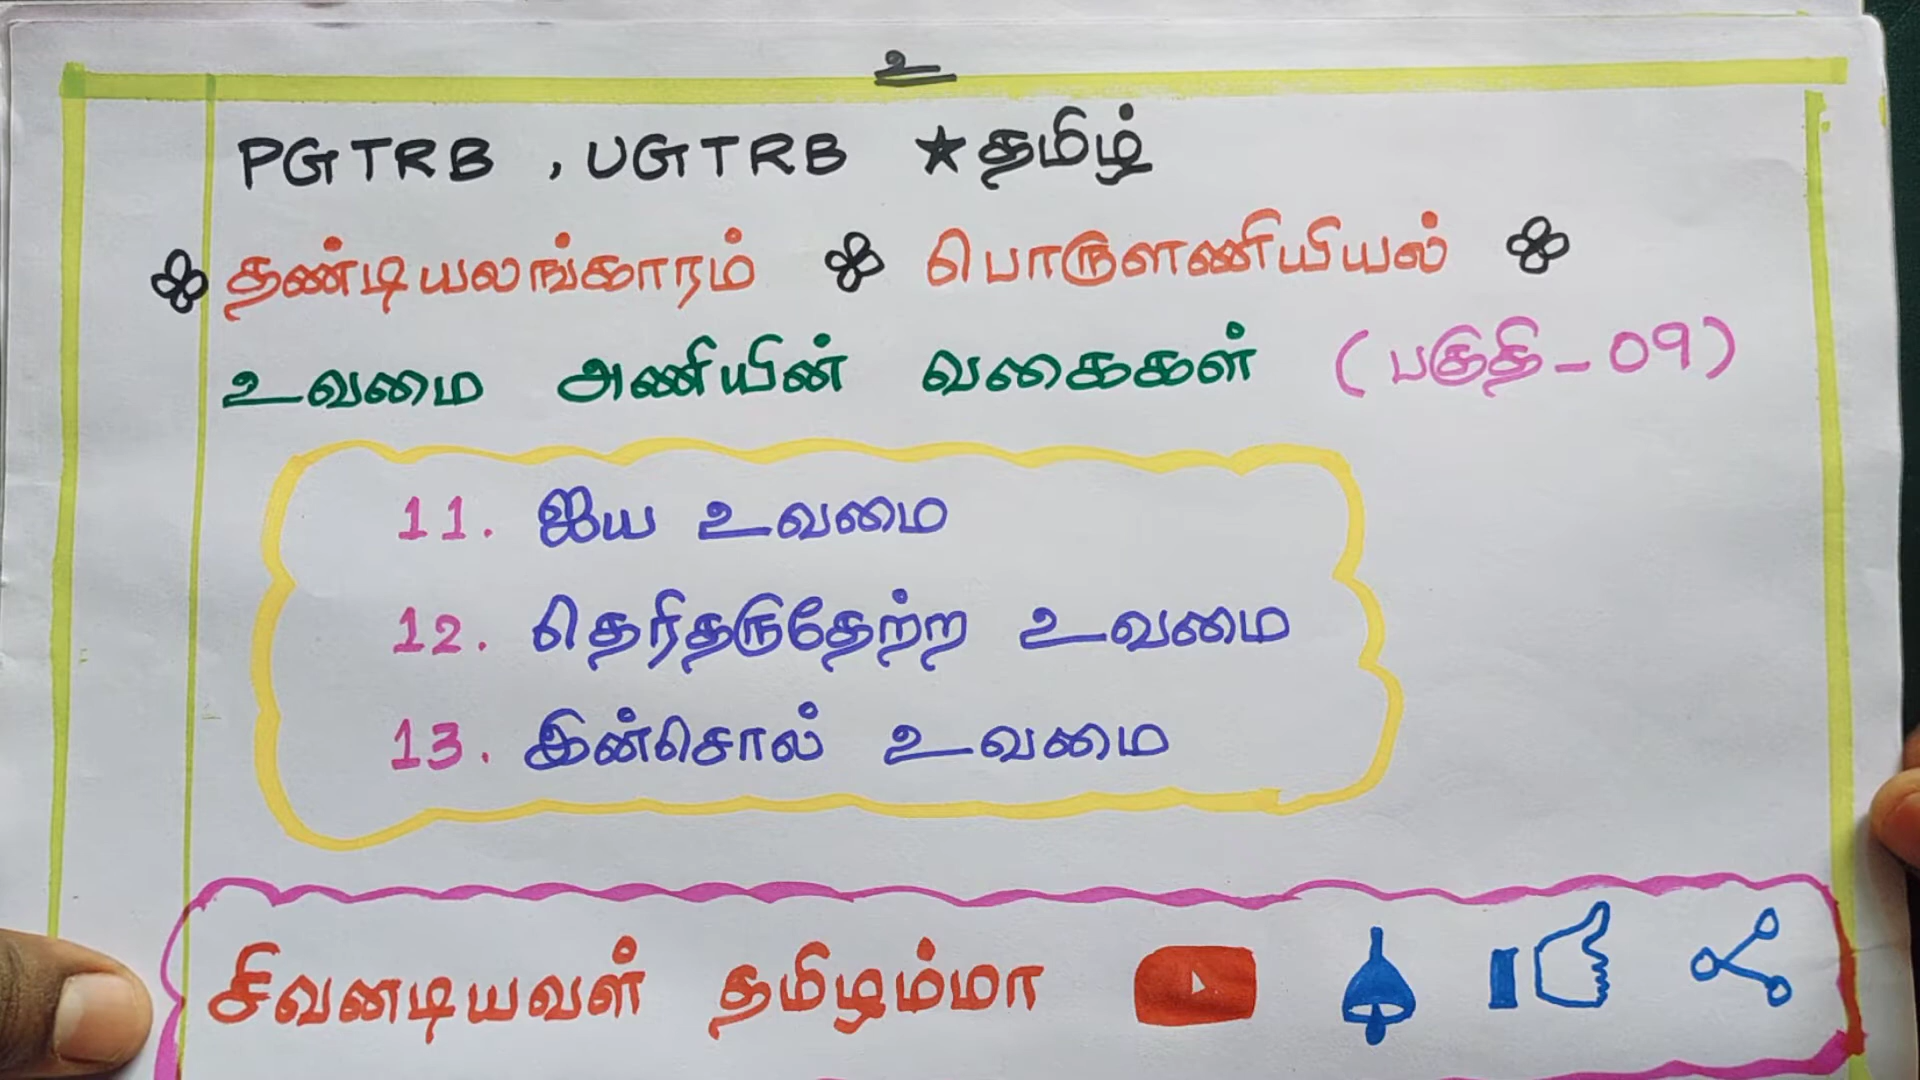 உ
PGTRB , UGTRB ★ தமிழ்
தண்டியலங்காரம் பொருளணியியல்
உவமை அணியின் வகைகள் ( பகுதி - 09 )
11. ஐய உவமை
12. தெரிதருதேற்ற உவமை
13. இன்சொல் உவமை
சிவனடியவள் தமிழம்மா